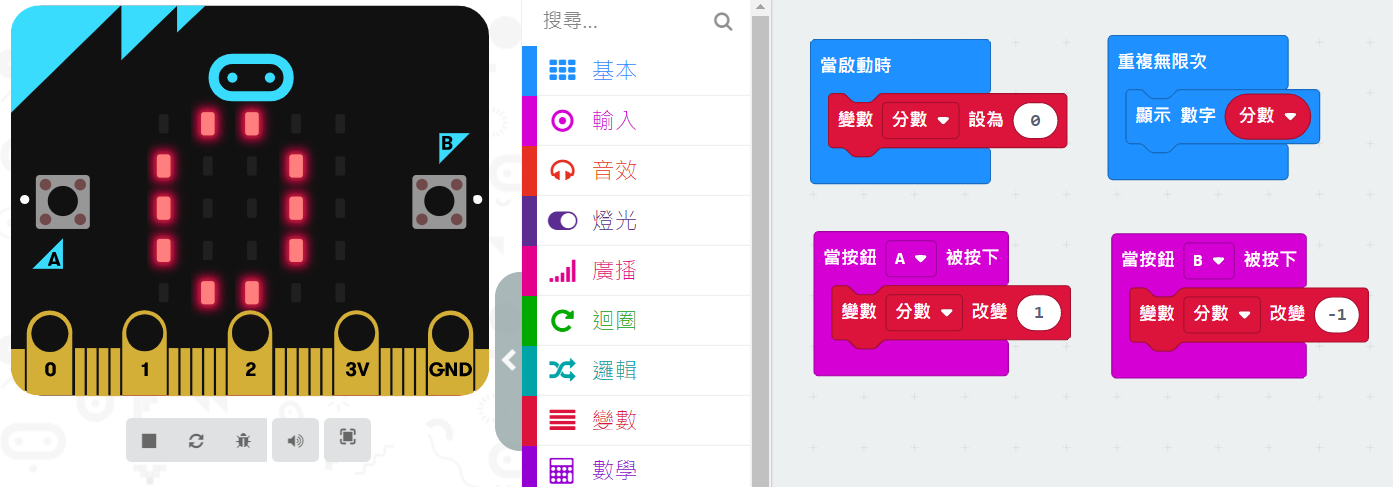 B
A
0 1 2 3V GND
搜尋...
基本
輸入
音效
燈光
廣播
迴圈
邏輯
變數
數學
當啟動時
變數 分數 設為 0
重複無限次
顯示 數字 分數
當按鈕 A 被按下
變數 分數 改變 1
當按鈕 B 被按下
變數 分數 改變 -1